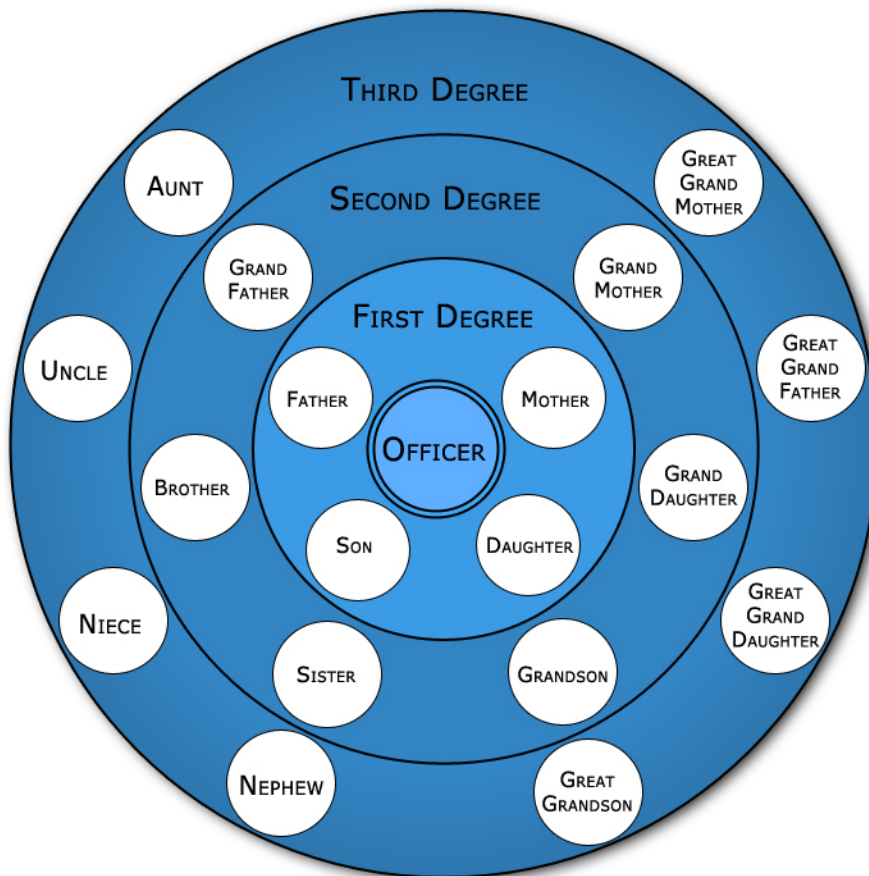 Third Degree
Aunt
Great
Grand
Mother
Second Degree
Grand
Father
Grand
Mother
First Degree
Uncle
Great
Grand
Father
Father
Mother
Officer
Brother
Grand
Daughter
Son
Daughter
Niece
Great
Grand
Daughter
Sister
Grandson
Nephew
Great
Grandson